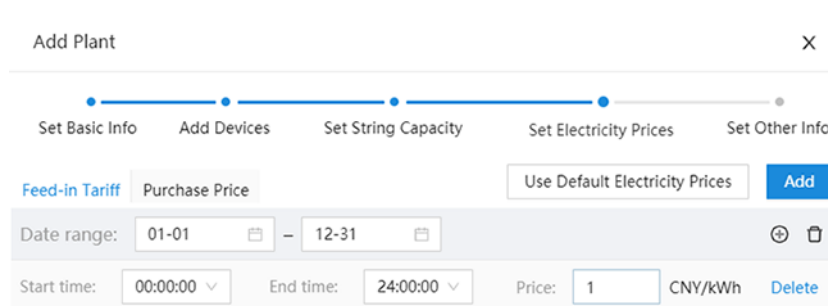 Add Plant X
Set Basic Info Add Devices Set String Capacity Set Electricity Prices Set Other Info
Feed-in Tariff Purchase Price Use Default Electricity Prices Add
Date range: 01-01 – 12-31
Start time: 00:00:00 End time: 24:00:00 Price: 1 CNY/kWh Delete